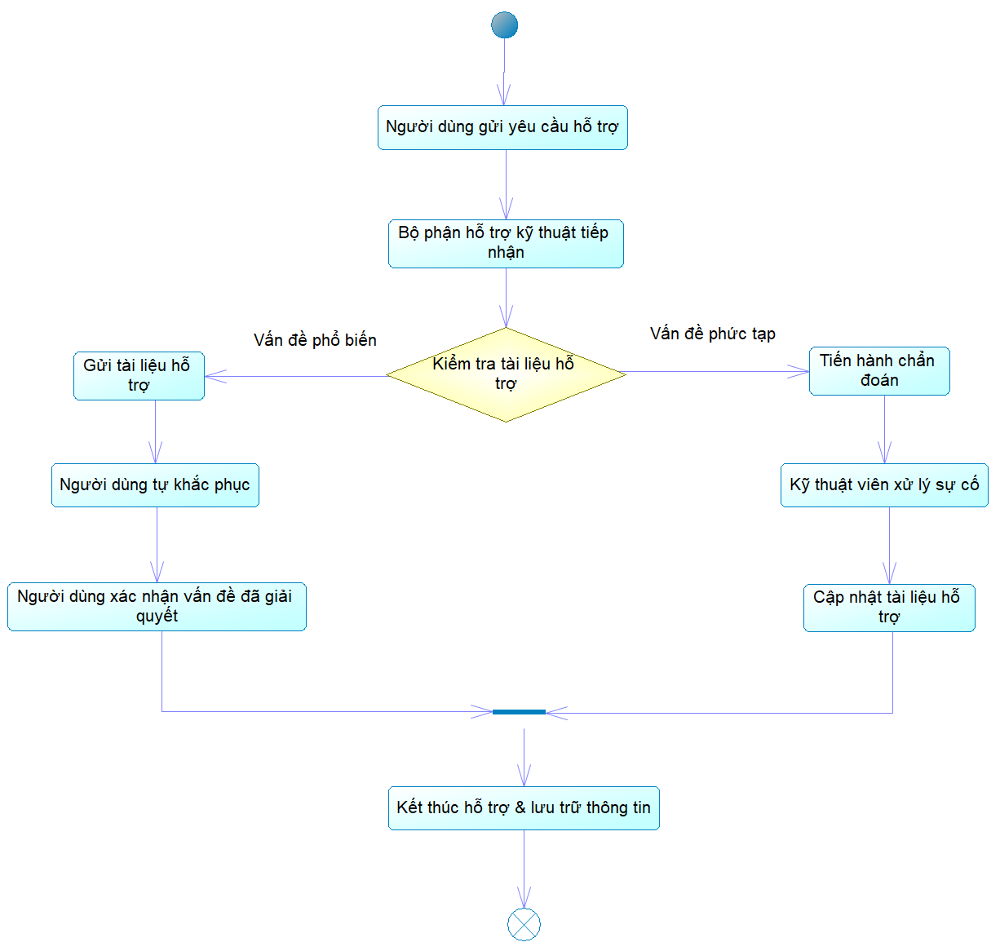 Người dùng gửi yêu cầu hỗ trợ
Bộ phận hỗ trợ kỹ thuật tiếp
nhận
Vấn đề phổ biến
Vấn đề phức tạp
Kiểm tra tài liệu hỗ
trợ
Gửi tài liệu hỗ
trợ
Tiến hành chẩn
đoán
Người dùng tự khắc phục
Kỹ thuật viên xử lý sự cố
Người dùng xác nhận vấn đề đã giải
quyết
Cập nhật tài liệu hỗ
trợ
Kết thúc hỗ trợ & lưu trữ thông tin